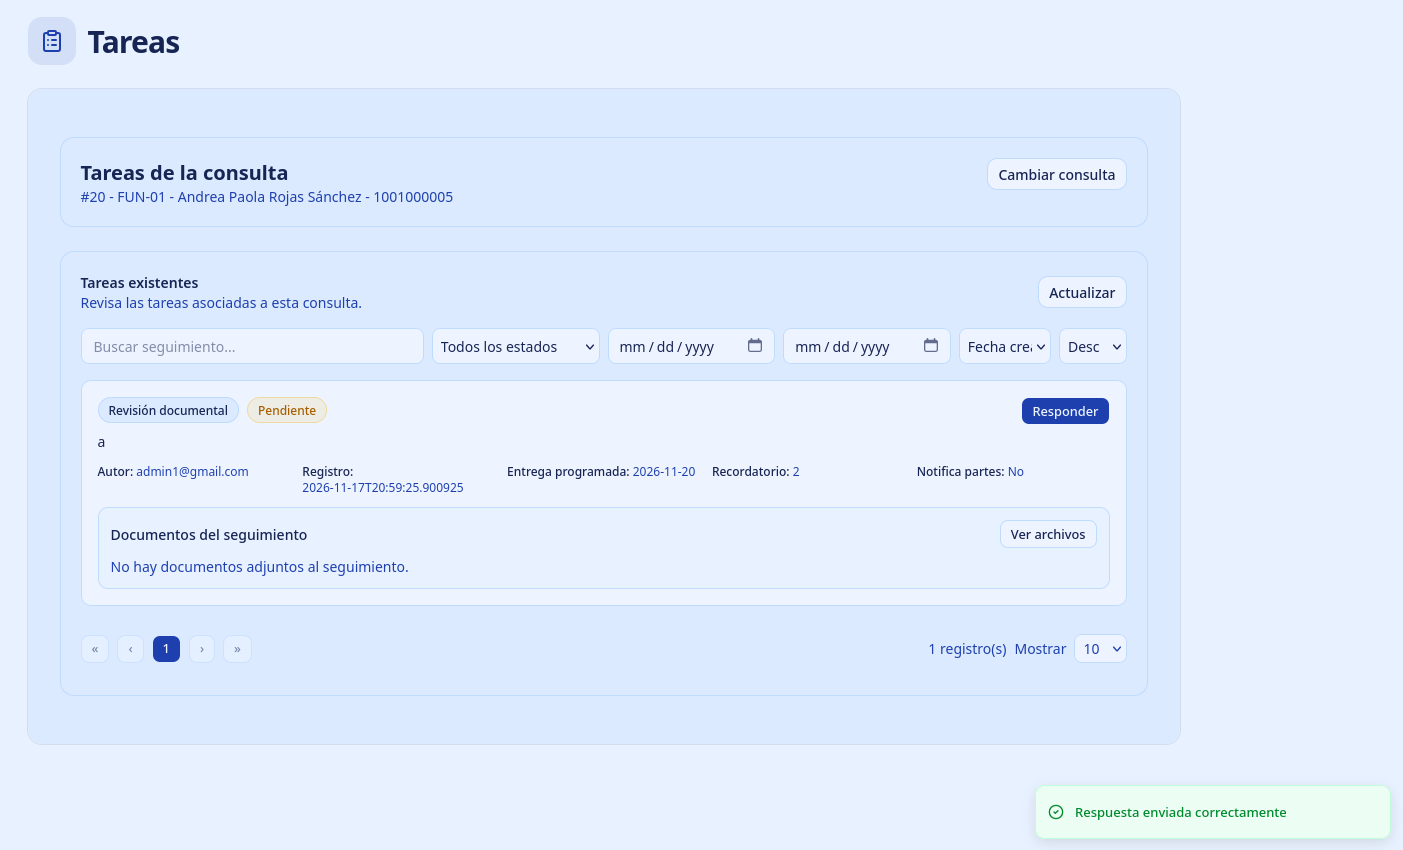 Tareas
Tareas de la consulta
#20 - FUN-01 - Andrea Paola Rojas Sánchez - 1001000005
Cambiar consulta
Tareas existentes
Revisa las tareas asociadas a esta consulta.
Actualizar
Buscar seguimiento...
Todos los estados
mm / dd / yyyy
mm / dd / yyyy
Fecha crea
Desc
Revisión documental
Pendiente
Responder
a
Autor: admin1@gmail.com
Registro:
2026-11-17T20:59:25.900925
Entrega programada: 2026-11-20
Recordatorio: 2
Notifica partes: No
Documentos del seguimiento
Ver archivos
No hay documentos adjuntos al seguimiento.
« ‹ 1 › »
1 registro(s) Mostrar 10
Respuesta enviada correctamente